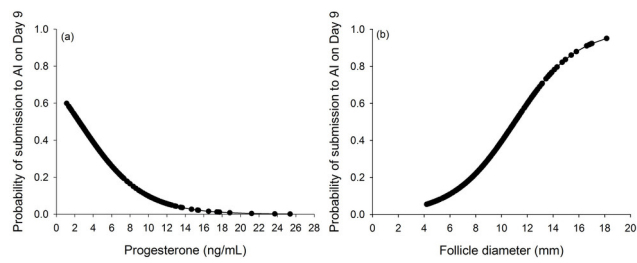 Probability of submission to AI on Day 9
(a)
1.0
0.8
0.6
0.4
0.2
0.0
0 2 4 6 8 10 12 14 16 18 20 22 24 26 28
Progesterone (ng/mL)
Probability of submission to AI on Day 9
(b)
1.0
0.8
0.6
0.4
0.2
0.0
0 2 4 6 8 10 12 14 16 18 20
Follicle diameter (mm)